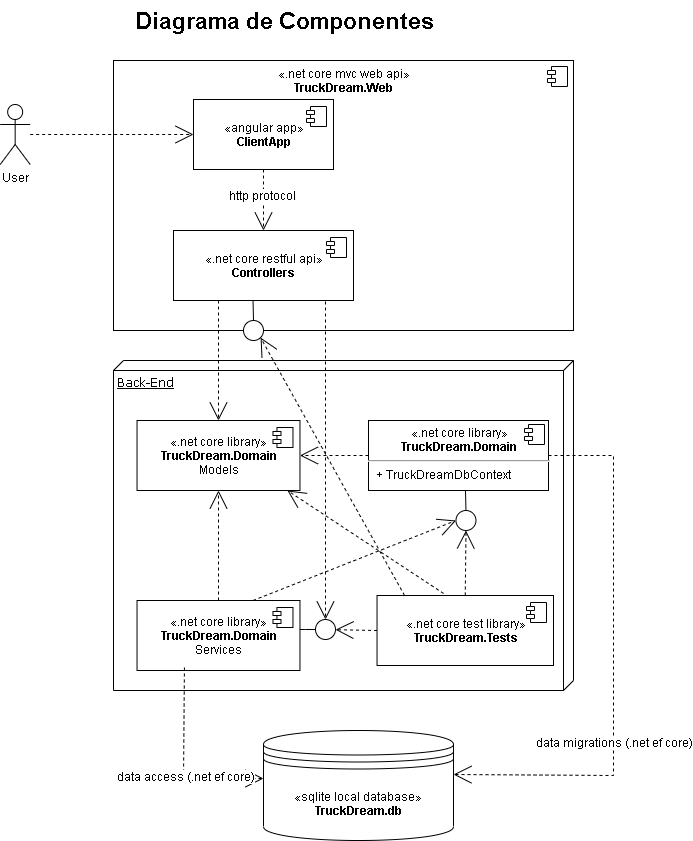 Diagrama de Componentes
«.net core mvc web api»
TruckDream.Web
«angular app»
ClientApp
User
http protocol
«.net core restful api»
Controllers
Back-End
«.net core library»
TruckDream.Domain
Models
«.net core library»
TruckDream.Domain
+ TruckDreamDbContext
«.net core library»
TruckDream.Domain
Services
«.net core test library»
TruckDream.Tests
data migrations (.net ef core)
data access (.net ef core)
«sqlite local database»
TruckDream.db